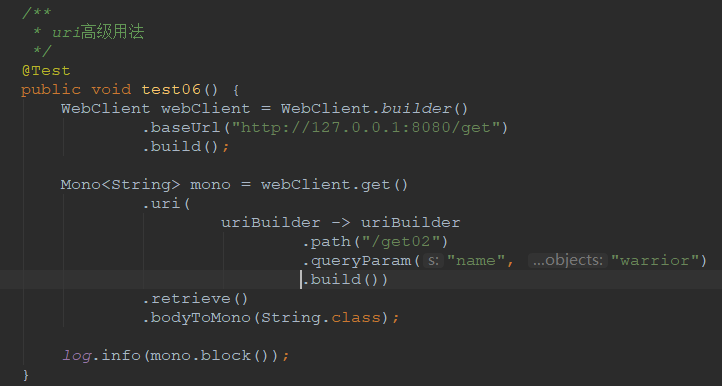 /**
 * uri高级用法
 */
@Test
public void test06() {
    WebClient webClient = WebClient.builder()
            .baseUrl("http://127.0.0.1:8080/get")
            .build();

    Mono<String> mono = webClient.get()
            .uri(
                    uriBuilder -> uriBuilder
                            .path("/get02")
                            .queryParam( s: "name", ...objects: "warrior")
                            .build())
            .retrieve()
            .bodyToMono(String.class);

    log.info(mono.block());
}